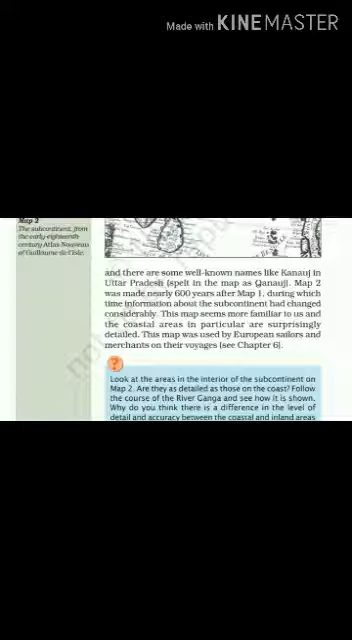 Made with KINEMASTER
Map 2
The subcontinent, from
the early-eighteenth-
century Atlas Nouveau
of Guillaume de l'Isle.
and there are some well-known names like Kanauj in
Uttar Pradesh (spelt in the map as Qanauj). Map 2
was made nearly 600 years after Map 1, during which
time information about the subcontinent had changed
considerably. This map seems more familiar to us and
the coastal areas in particular are surprisingly
detailed. This map was used by European sailors and
merchants on their voyages (see Chapter 6).
?
Look at the areas in the interior of the subcontinent on
Map 2. Are they as detailed as those on the coast? Follow
the course of the River Ganga and see how it is shown.
Why do you think there is a difference in the level of
detail and accuracy between the coastal and inland areas